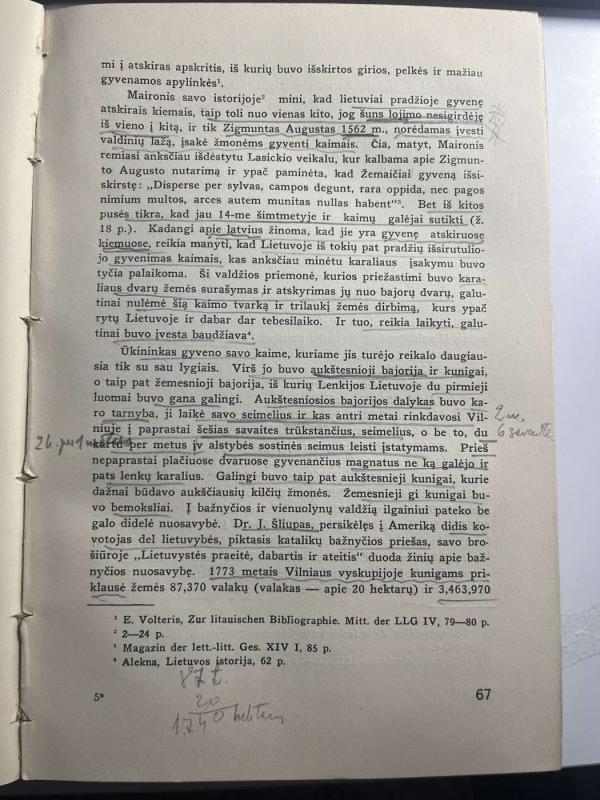 mi į atskiras apskritis, iš kurių buvo išskirtos girios, pelkės ir mažiau
gyvenamos apylinkės¹.
Maironis savo istorijoje² mini, kad lietuviai pradžioje gyvenę
atskirais kiemais, taip toli nuo vienas kito, jog šuns lojimo nesigirdėję
iš vieno į kitą, ir tik Zigmuntas Augustas 1562 m., norėdamas įvesti
valdinių lažą, įsakė žmonėms gyventi kaimais. Čia, matyt, Maironis
remiasi anksčiau išdėstytu Lasickio veikalu, kur kalbama apie Zigmun-
to Augusto nutarimą ir ypač paminėta, kad Žemaičiai gyveną išsi-
skirstę: „Disperse per sylvas, campos degunt, rara oppida, nec pagos
nimium multos, arces autem munitas nullas habent“³. Bet iš kitos
pusės tikra, kad jau 14-me šimtmetyje ir kaimų galėjai sutikti (ž.
18 p.). Kadangi apie latvius žinoma, kad jie yra gyvenę atskiruose
kiemuose, reikia manyti, kad Lietuvoje iš tokių pat pradžių išsirutulio-
jo gyvenimas kaimais, kas anksčiau minėtu karaliaus įsakymu buvo
tyčia palaikoma. Ši valdžios priemonė, kurios priežastimi buvo kara-
liaus dvarų žemės surašymas ir atskyrimas jų nuo bajorų dvarų, galu-
tinai nulėmė šią kaimo tvarką ir trilaukį žemės dirbimą, kurs ypač
rytų Lietuvoje ir dabar dar tebesilaiko. Ir tuo, reikia laikyti, galu-
tinai buvo įvesta baudžiava⁴.
Ūkininkas gyveno savo kaime, kuriame jis turėjo reikalo daugiau-
sia tik su sau lygiais. Virš jo buvo aukštesnioji bajorija ir kunigai,
o taip pat žemesnioji bajorija, iš kurių Lenkijos Lietuvoje du pirmieji
luomai buvo gana galingi. Aukštesniosios bajorijos dalykas buvo ka-
ro tarnyba, ji laikė savo seimelius ir kas antri metai rinkdavosi Vil-
niuje į paprastai šešias savaites trūkstančius, seimelius, o be to, du
kartu per metus įv alstybės sostinės seimus leisti įstatymams. Prieš
nepaprastai plačiuose dvaruose gyvenančius magnatus ne ką galėjo ir
pats lenkų karalius. Galingi buvo taip pat aukštesnieji kunigai, kurie
dažnai būdavo aukščiausių kilčių žmonės. Žemesnieji gi kunigai bu-
vo bemoksliai. Į bažnyčios ir vienuolynų valdžią ilgainiui pateko be
galo didelė nuosavybė. Dr. J. Šliupas, persikėlęs į Ameriką didis ko-
votojas del lietuvybės, piktasis katalikų bažnyčios priešas, savo bro-
šiūroje „Lietuvystės praeitė, dabartis ir ateitis“ duoda žinių apie baž-
nyčios nuosavybę. 1773 metais Vilniaus vyskupijoje kunigams pri-
klausė žemės 87,370 valakų (valakas — apie 20 hektarų) ir 3,463,970
¹ E. Volteris, Zur litauischen Bibliographie. Mitt. der LLG IV, 79—80 p.
² 2—24 p.
³ Magazin der lett.-litt. Ges. XIV I, 85 p.
⁴ Alekna, Lietuvos istorija, 62 p.
5*
67
2 m.
6 savaitė
87 t.
20
1740